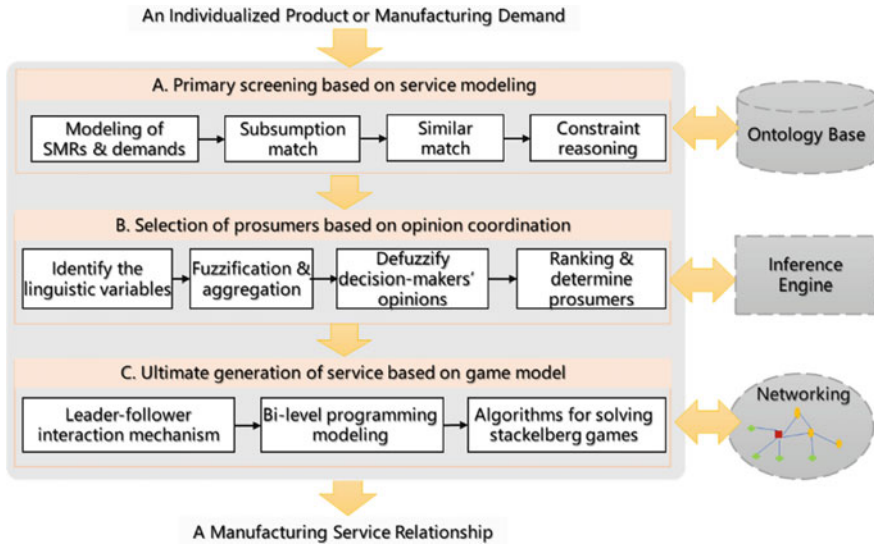 An Individualized Product or Manufacturing Demand
A. Primary screening based on service modeling
Modeling of
SMRs & demands
Subsumption
match
Similar
match
Constraint
reasoning
Ontology Base
B. Selection of prosumers based on opinion coordination
Identify the
linguistic variables
Fuzzification &
aggregation
Defuzzify
decision-makers'
opinions
Ranking &
determine
prosumers
Inference
Engine
C. Ultimate generation of service based on game model
Leader-follower
interaction mechanism
Bi-level programming
modeling
Algorithms for solving
stackelberg games
Networking
A Manufacturing Service Relationship